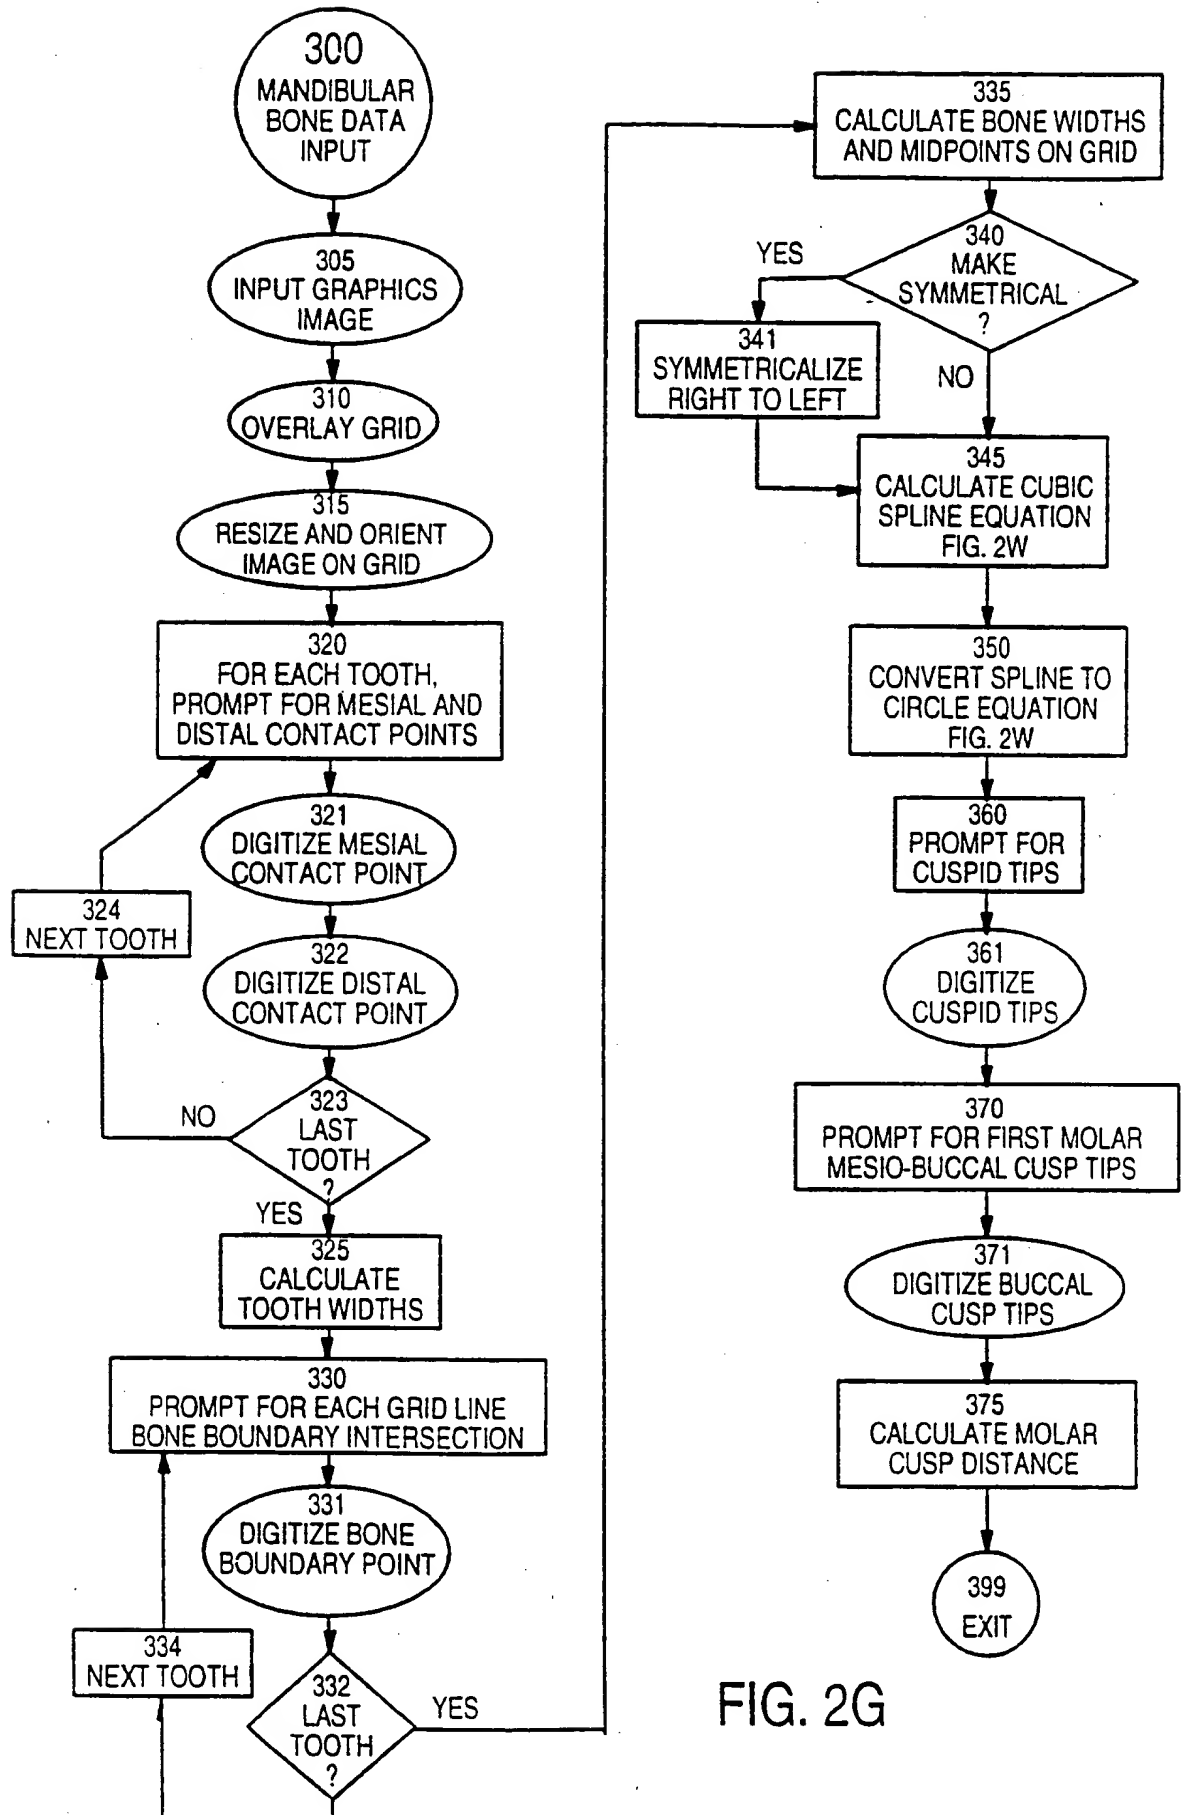 300
MANDIBULAR
BONE DATA
INPUT
305
INPUT GRAPHICS
IMAGE
310
OVERLAY GRID
315
RESIZE AND ORIENT
IMAGE ON GRID
320
FOR EACH TOOTH,
PROMPT FOR MESIAL AND
DISTAL CONTACT POINTS
321
DIGITIZE MESIAL
CONTACT POINT
324
NEXT TOOTH
322
DIGITIZE DISTAL
CONTACT POINT
NO
323
LAST
TOOTH
?
YES
325
CALCULATE
TOOTH WIDTHS
330
PROMPT FOR EACH GRID LINE
BONE BOUNDARY INTERSECTION
331
DIGITIZE BONE
BOUNDARY POINT
334
NEXT TOOTH
332
LAST
TOOTH
?
YES
335
CALCULATE BONE WIDTHS
AND MIDPOINTS ON GRID
340
MAKE
SYMMETRICAL
?
YES
341
SYMMETRICALIZE
RIGHT TO LEFT
NO
345
CALCULATE CUBIC
SPLINE EQUATION
FIG. 2W
350
CONVERT SPLINE TO
CIRCLE EQUATION
FIG. 2W
360
PROMPT FOR
CUSPID TIPS
361
DIGITIZE
CUSPID TIPS
370
PROMPT FOR FIRST MOLAR
MESIO-BUCCAL CUSP TIPS
371
DIGITIZE BUCCAL
CUSP TIPS
375
CALCULATE MOLAR
CUSP DISTANCE
399
EXIT
FIG. 2G